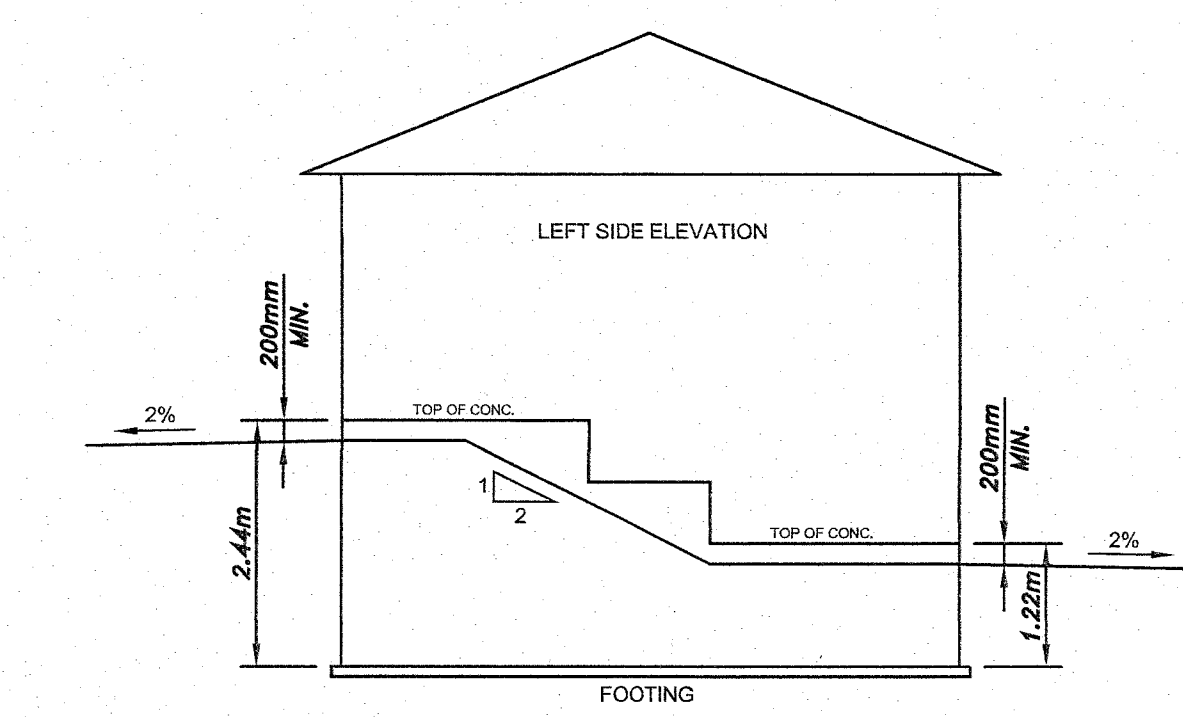 LEFT SIDE ELEVATION
200mm
MIN.
2%
TOP OF CONC.
2.44m
1
2
200mm
MIN.
TOP OF CONC.
2%
1.22m
FOOTING